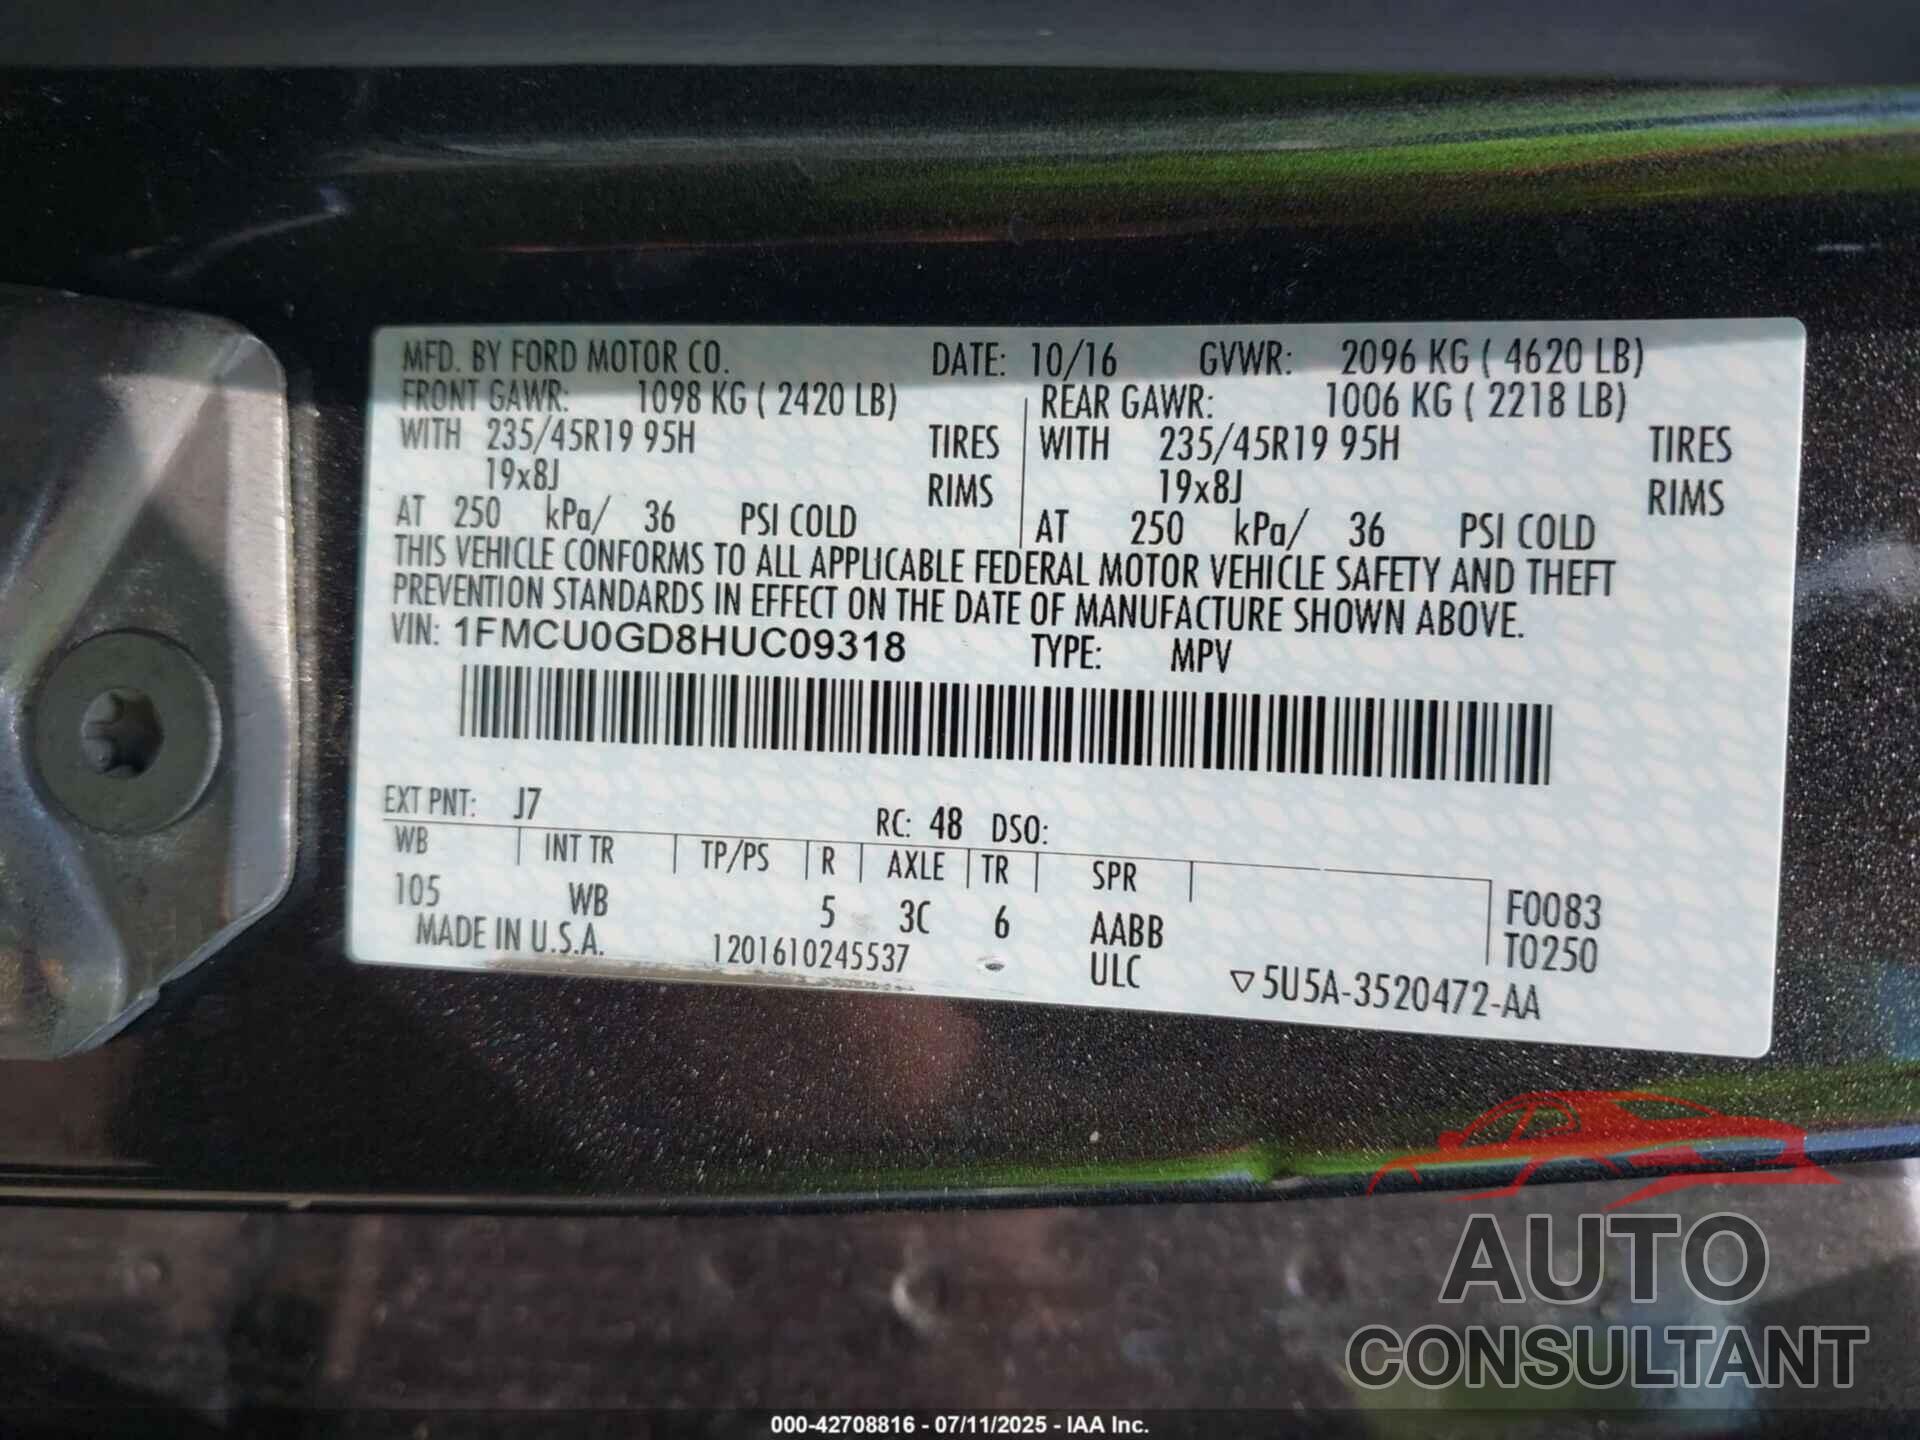 MFD. BY FORD MOTOR CO. DATE: 10/16 GVWR: 2096 KG ( 4620 LB)
FRONT GAWR: 1098 KG ( 2420 LB) REAR GAWR: 1006 KG ( 2218 LB)
WITH 235/45R19 95H TIRES WITH 235/45R19 95H TIRES
19x8J RIMS 19x8J RIMS
AT 250 kPa/ 36 PSI COLD AT 250 kPa/ 36 PSI COLD
THIS VEHICLE CONFORMS TO ALL APPLICABLE FEDERAL MOTOR VEHICLE SAFETY AND THEFT
PREVENTION STANDARDS IN EFFECT ON THE DATE OF MANUFACTURE SHOWN ABOVE.
VIN: 1FMCU0GD8HUC09318 TYPE: MPV
EXT PNT: J7 RC: 48 DSO:
WB INT TR TP/PS R AXLE TR SPR
105 WB 5 3C 6 AABB F0083
MADE IN U.S.A. 1201610245537 ULC T0250
▽5U5A-3520472-AA
AUTO
CONSULTANT
000-42708816 - 07/11/2025 - IAA Inc.